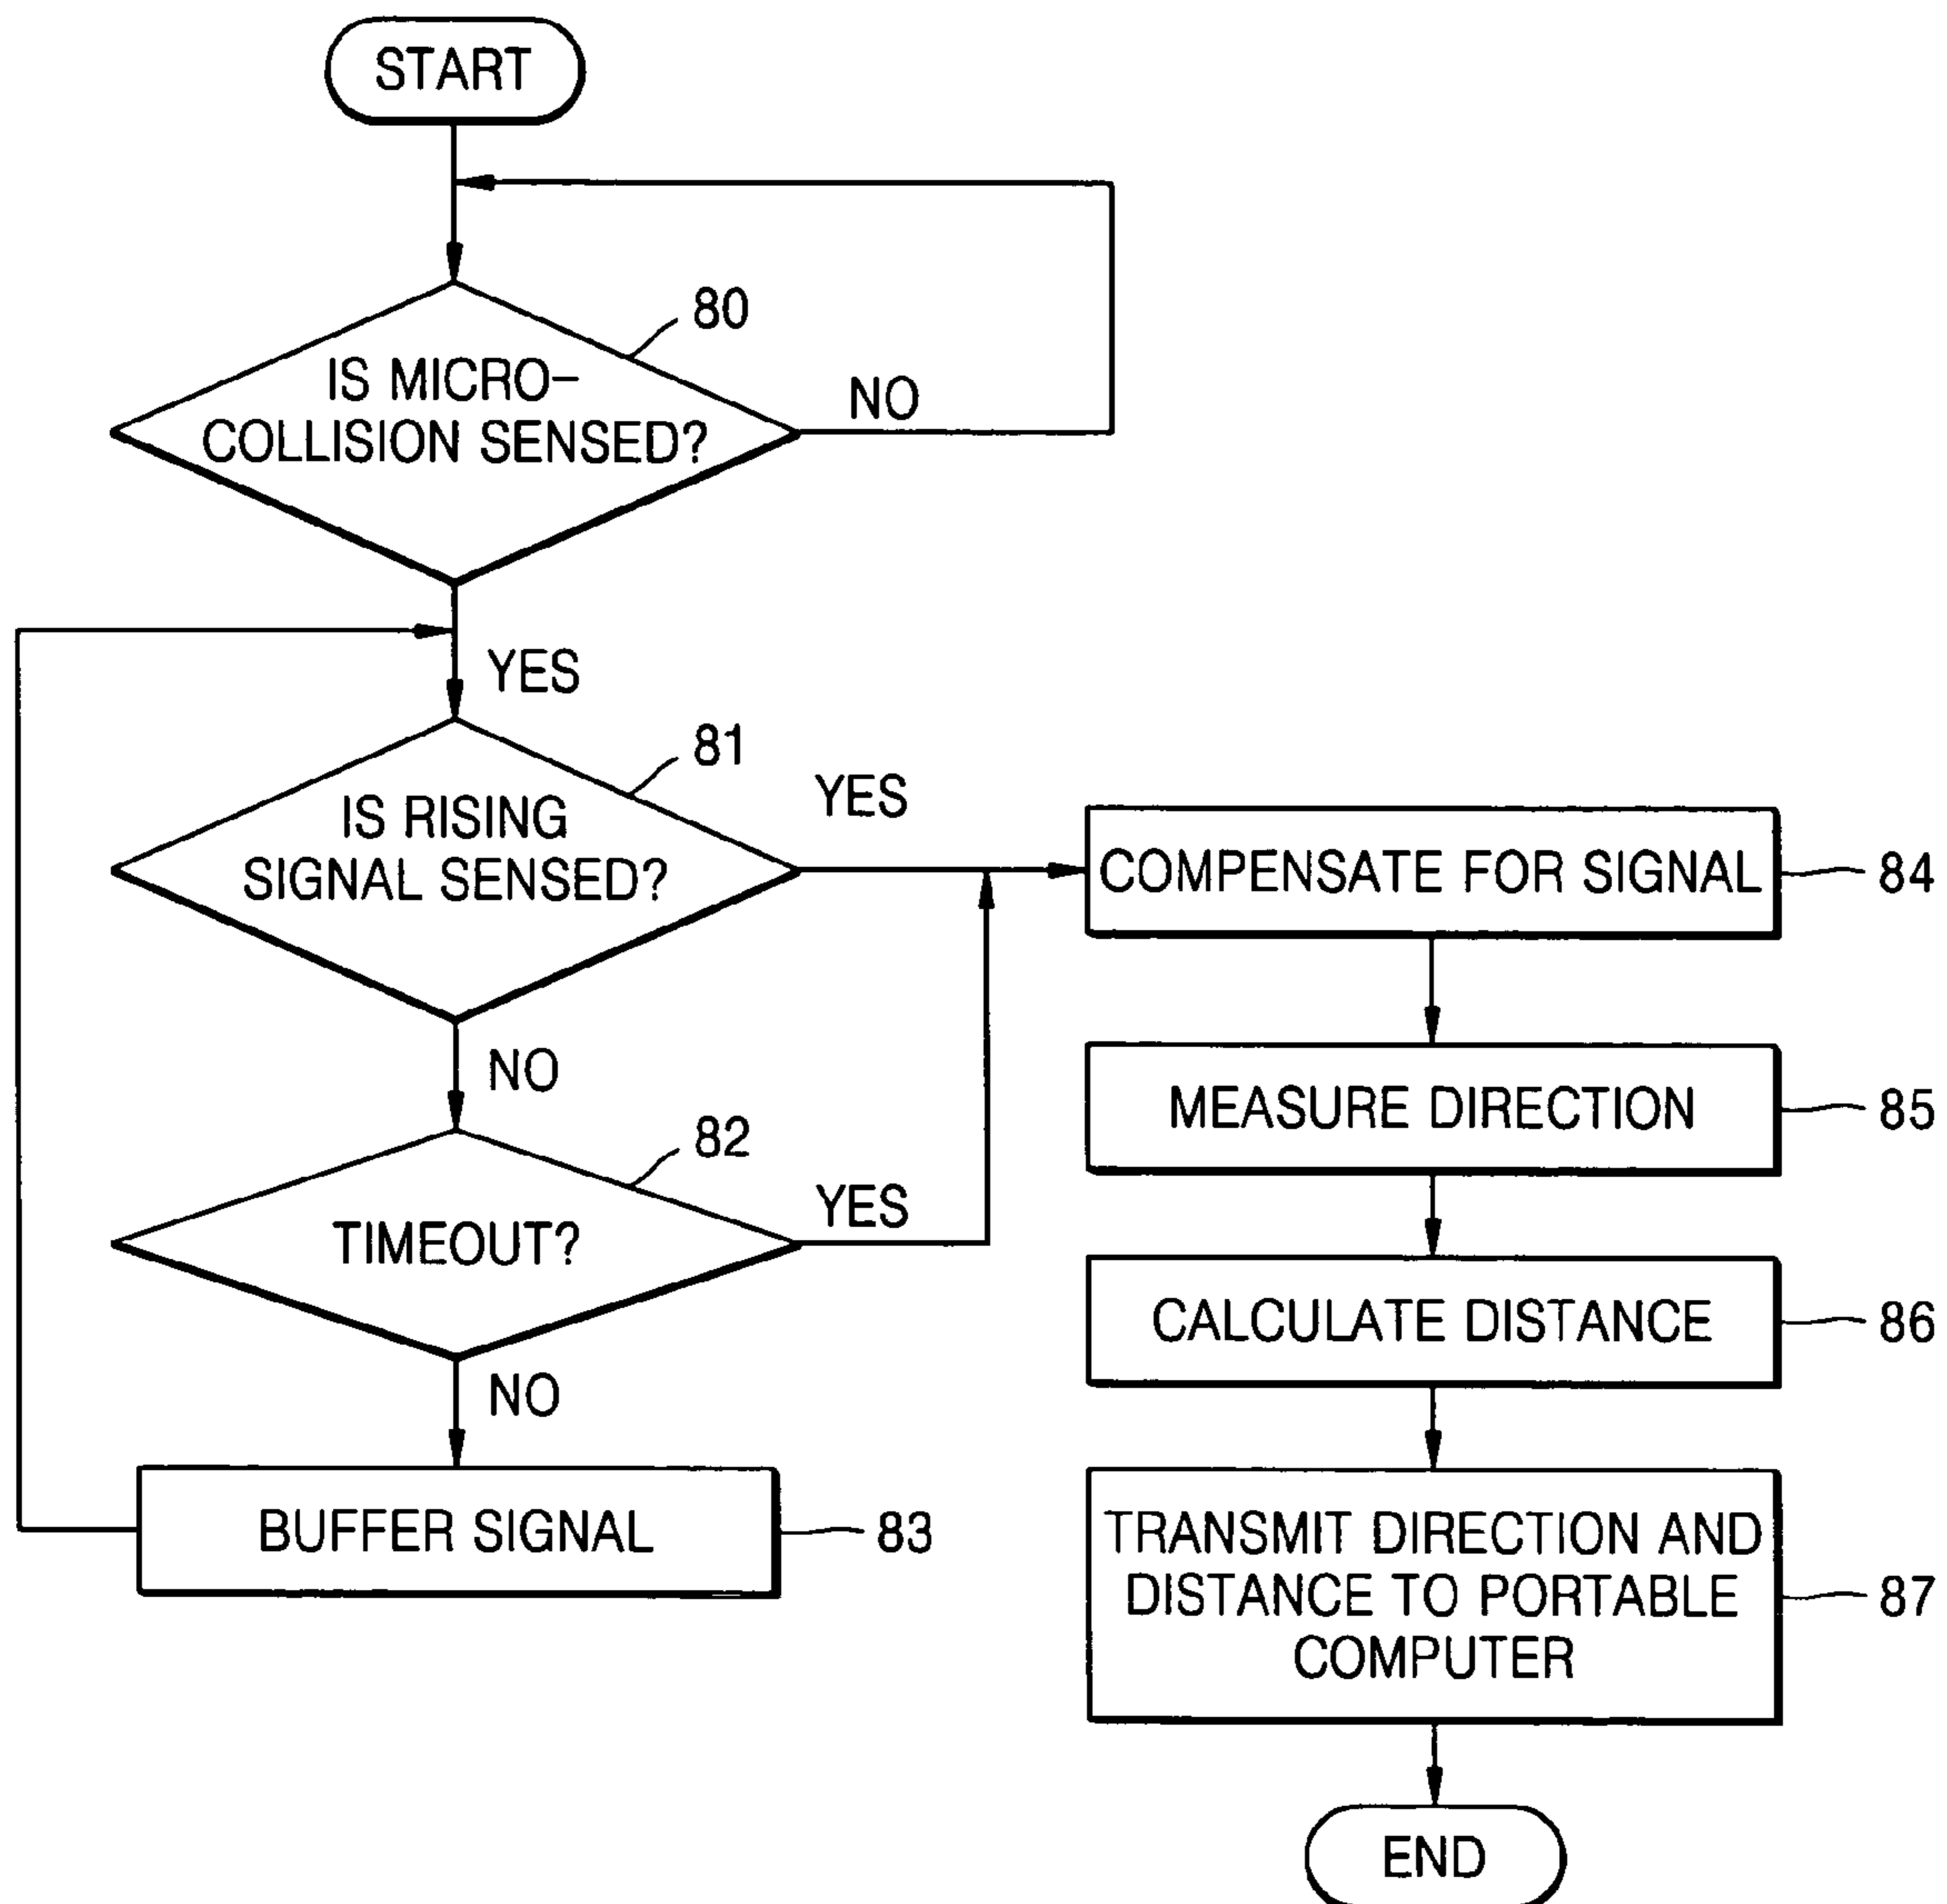 START
80
IS MICRO-
COLLISION SENSED?
NO
YES
81
IS RISING
SIGNAL SENSED?
YES
NO
82
TIMEOUT?
YES
NO
BUFFER SIGNAL
83
COMPENSATE FOR SIGNAL
84
MEASURE DIRECTION
85
CALCULATE DISTANCE
86
TRANSMIT DIRECTION AND
DISTANCE TO PORTABLE
COMPUTER
87
END